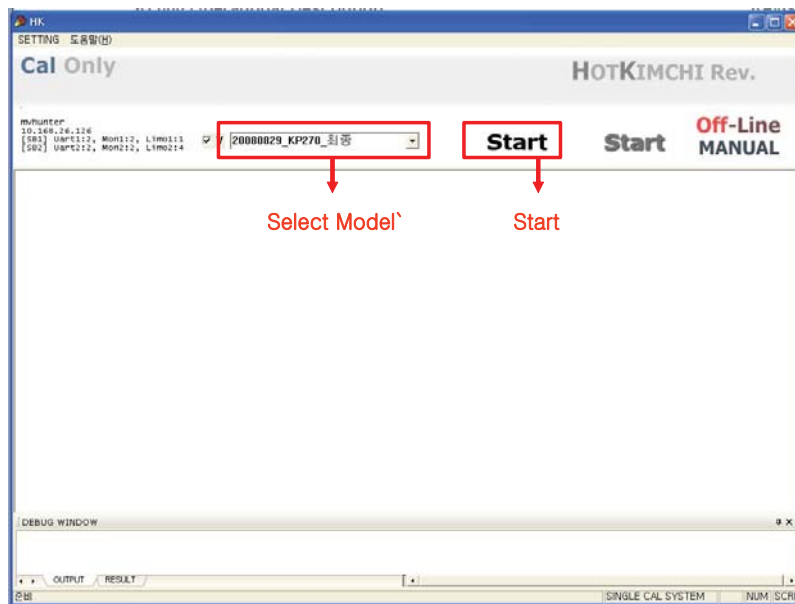 HK
SETTING 도움말(H)
Cal Only
HOTKIMCHI Rev.
mvhunter
10.168.26.126
[SB1] Uart1:2, Mon1:2, Limo1:1
[SB2] Uart2:2, Mon2:2, Limo2:4
V 20080829_KP270_최종
Start
Start
Off-Line
MANUAL
Select Model`
Start
DEBUG WINDOW
OUTPUT
RESULT
준비
SINGLE CAL SYSTEM
NUM
SCR